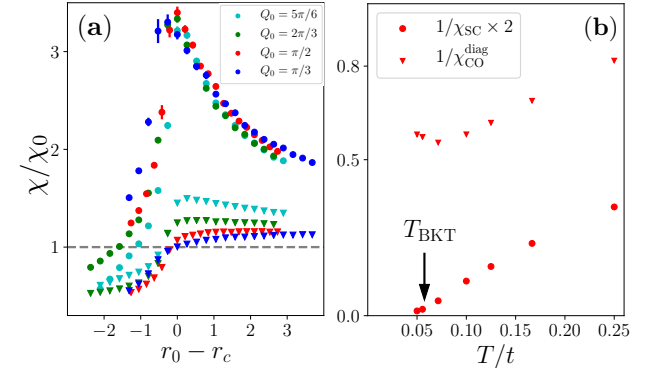 (a)
Q₀ = 5π/6
Q₀ = 2π/3
Q₀ = π/2
Q₀ = π/3
χ/χ₀
3
2
1
−2 −1 0 1 2 3
r₀ − r_c
(b)
1/χ_SC × 2
1/χ_CO^diag
0.8
0.5
0.0
T_BKT
0.05 0.10 0.15 0.20 0.25
T/t